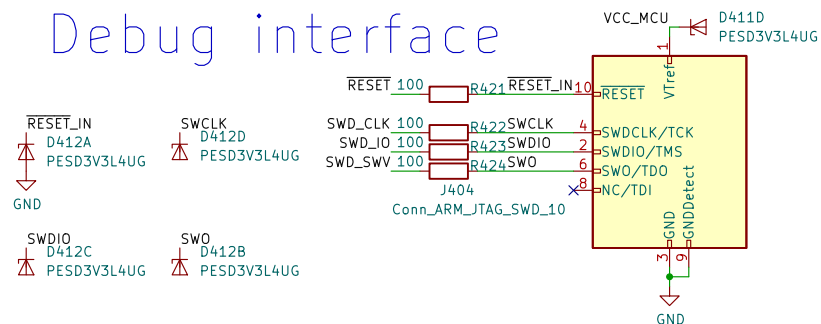 Debug interface
VCC_MCU
D411D
PESD3V3L4UG
1
VTref
RESET
100
R421
RESET_IN
10
RESET
SWD_CLK
100
R422
SWCLK
4
SWDCLK/TCK
SWD_IO
100
R423
SWDIO
2
SWDIO/TMS
SWD_SWV
100
R424
SWO
6
SWO/TDO
8
NC/TDI
J404
Conn_ARM_JTAG_SWD_10
GND
GNDDetect
3
9
GND
RESET_IN
D412A
PESD3V3L4UG
GND
SWCLK
D412D
PESD3V3L4UG
SWDIO
D412C
PESD3V3L4UG
SWO
D412B
PESD3V3L4UG